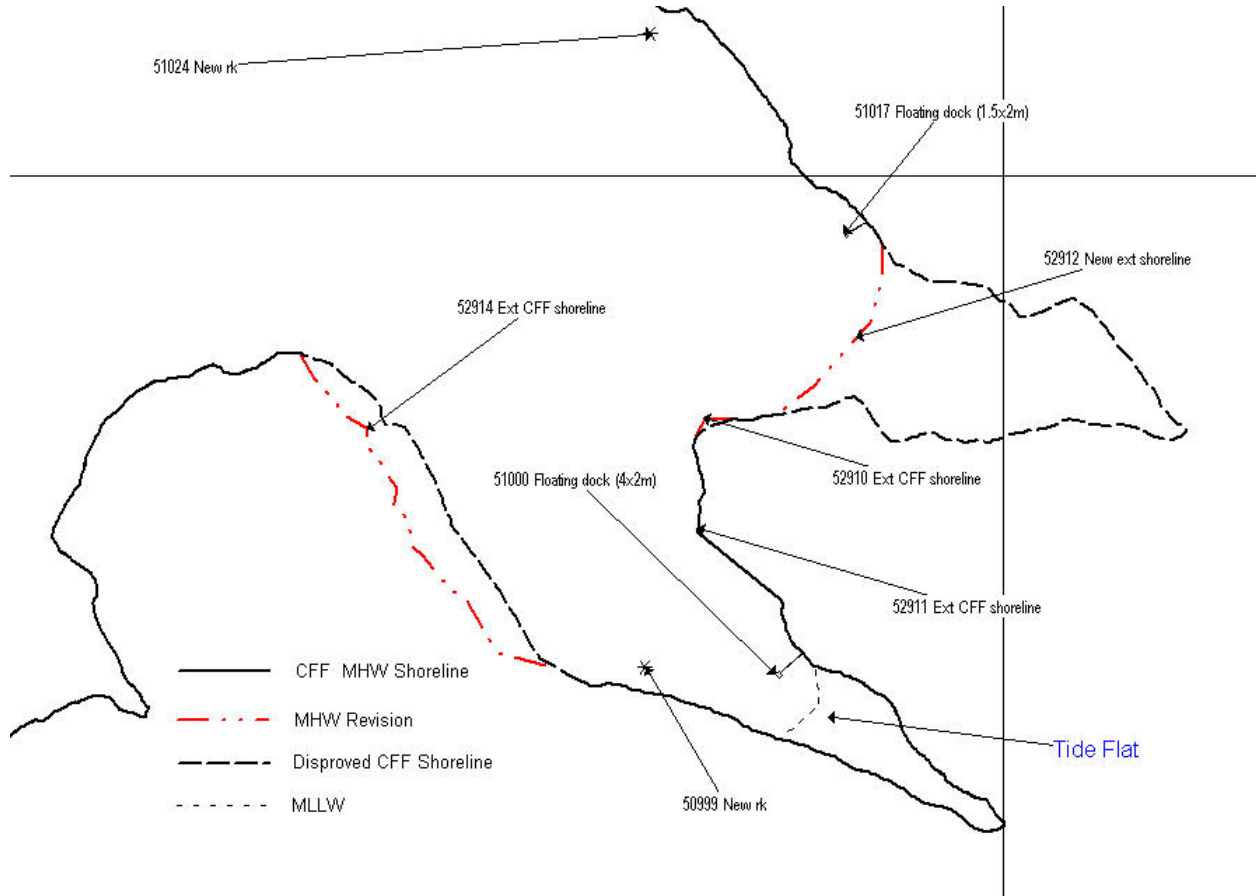 51024 New rk
51017 Floating dock (1.5x2m)
52912 New ext shoreline
52914 Ext CFF shoreline
52910 Ext CFF shoreline
51000 Floating dock (4x2m)
52911 Ext CFF shoreline
CFF MHW Shoreline
MHW Revision
Disproved CFF Shoreline
MLLW
Tide Flat
50999 New rk